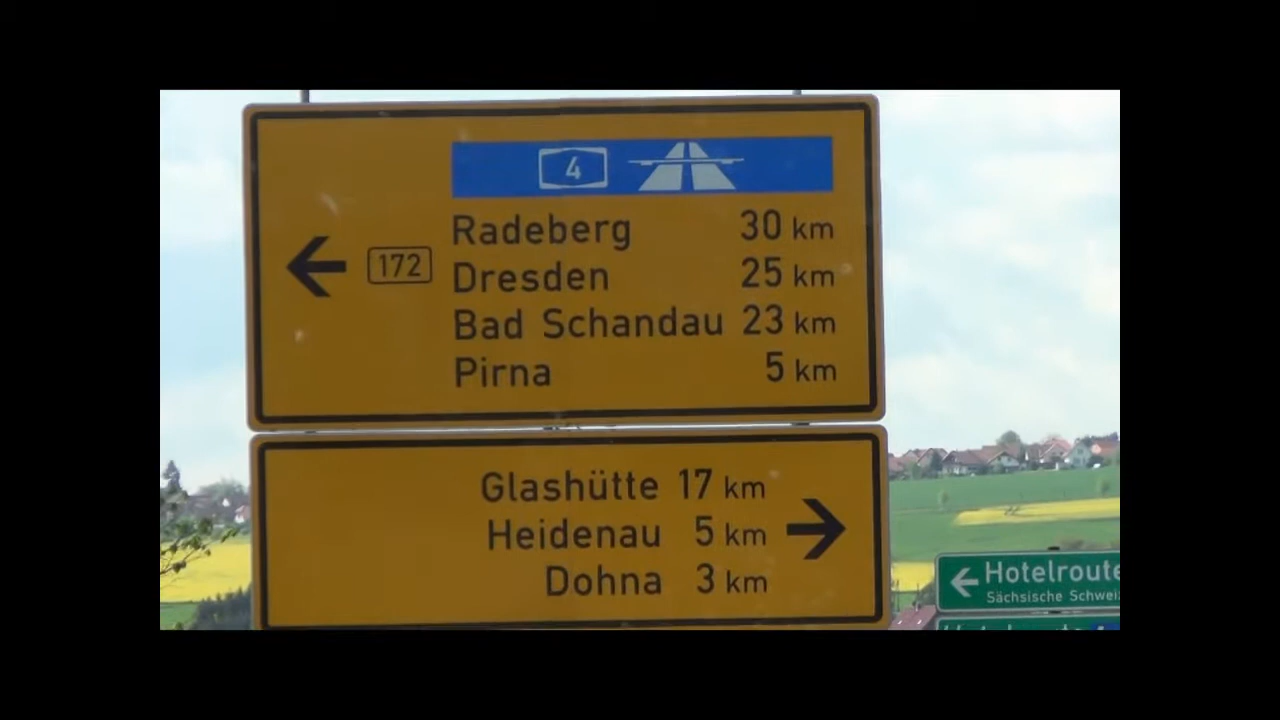 4
172
Radeberg 30 km
Dresden 25 km
Bad Schandau 23 km
Pirna 5 km
Glashütte 17 km
Heidenau 5 km
Dohna 3 km
Hotelroute
Sächsische Schwei